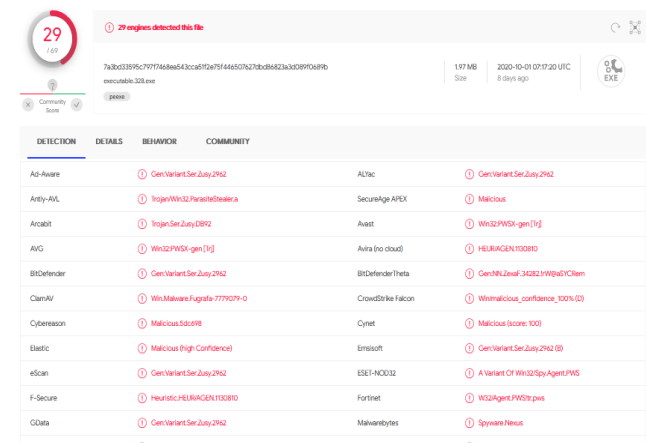 29
/ 69
29 engines detected this file
7a3bd33595c797f7468ea543cca51f2e75f446507627dbd86823a3d089f0689b
executable.328.exe
peexe
1.97 MB
Size
2020-10-01 07:17:20 UTC
8 days ago
EXE
?
Community
Score
DETECTION DETAILS BEHAVIOR COMMUNITY
Ad-Aware Gen:Variant.Ser.Zusy.2962 ALYac Gen:Variant.Ser.Zusy.2962
Antiy-AVL Trojan/Win32.ParasiteStealer.a SecureAge APEX Malicious
Arcabit Trojan.Ser.Zusy.DB92 Avast Win32:PWSX-gen [Trj]
AVG Win32:PWSX-gen [Trj] Avira (no cloud) HEUR/AGEN.1130810
BitDefender Gen:Variant.Ser.Zusy.2962 BitDefenderTheta Gen:NN.ZexaF.34282.!rW@aSYCRem
ClamAV Win.Malware.Fugrafa-7779079-0 CrowdStrike Falcon Win/malicious_confidence_100% (D)
Cybereason Malicious.5dc698 Cynet Malicious (score: 100)
Elastic Malicious (high Confidence) Emsisoft Gen:Variant.Ser.Zusy.2962 (B)
eScan Gen:Variant.Ser.Zusy.2962 ESET-NOD32 A Variant Of Win32/Spy.Agent.PWS
F-Secure Heuristic.HEUR/AGEN.1130810 Fortinet W32/Agent.PWS!tr.pws
GData Gen:Variant.Ser.Zusy.2962 Malwarebytes Spyware.Nexus